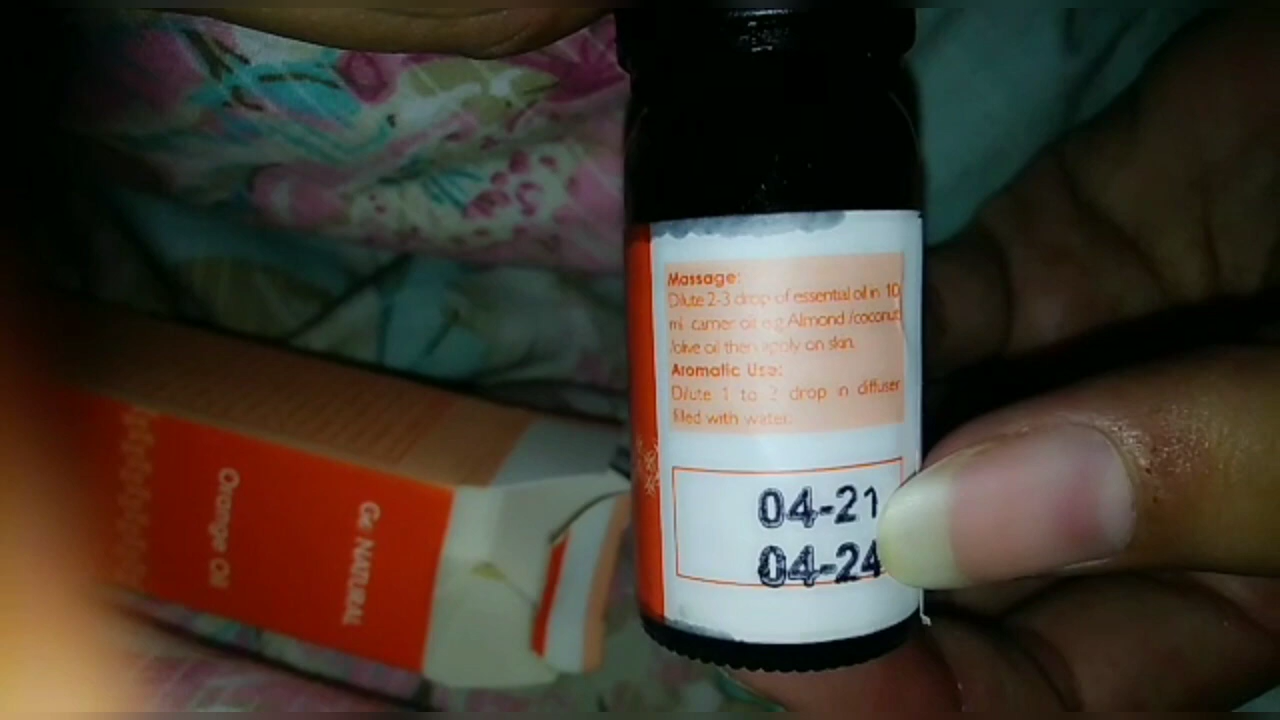 Massage:
Dilute 2-3 drop of essential oil in 10
ml carrier oil e.g Almond /coconut
/olive oil then apply on skin.
Aromatic Use:
Dilute 1 to 2 drop in diffuser
filled with water.
04-21
04-24
Co NATURAL
Orange Oil